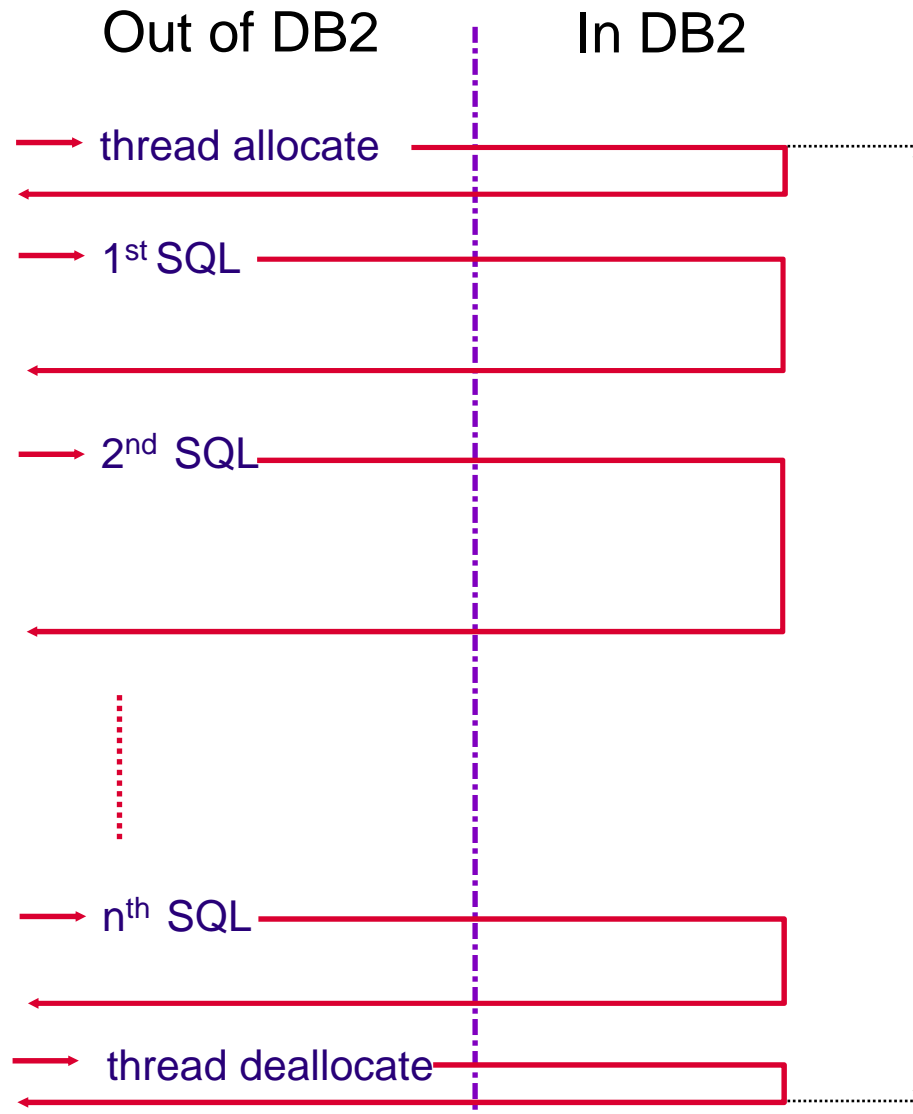 Out of DB2 In DB2
thread allocate
1st SQL
2nd SQL
nth SQL
thread deallocate